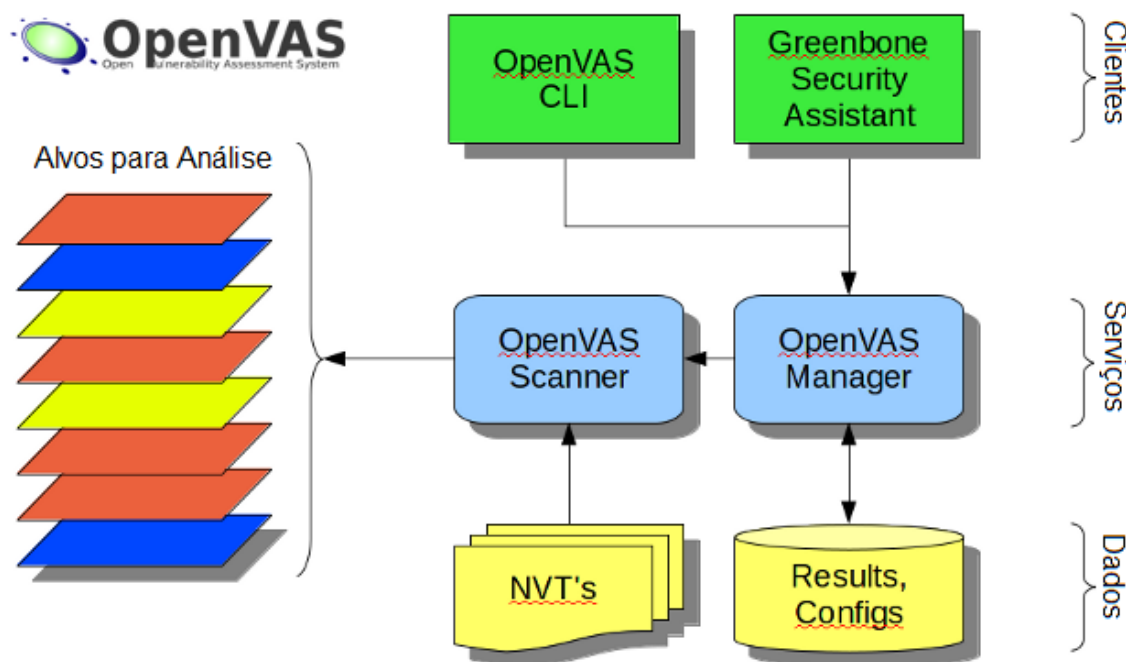 OpenVAS
Open Vulnerability Assessment System
OpenVAS
CLI
Greenbone
Security
Assistant
Clientes
Alvos para Análise
OpenVAS
Scanner
OpenVAS
Manager
Serviços
NVT's
Results,
Configs
Dados